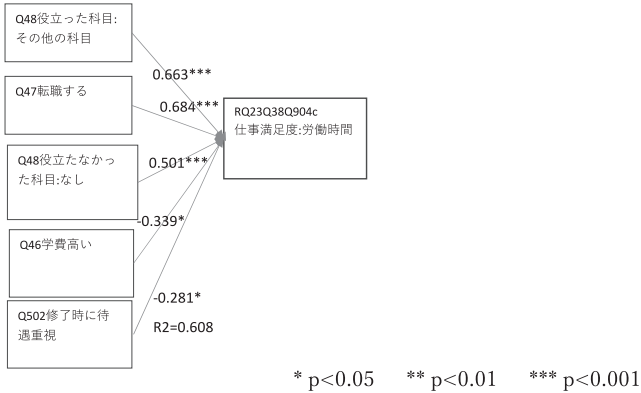 Q48役立った科目:
その他の科目
0.663***
Q47転職する
0.684***
RQ23Q38Q904c
仕事満足度:労働時間
Q48役立たなかっ
た科目:なし
0.501***
-0.339*
Q46学費高い
-0.281*
Q502修了時に待
遇重視
R2=0.608
* p<0.05 ** p<0.01 *** p<0.001